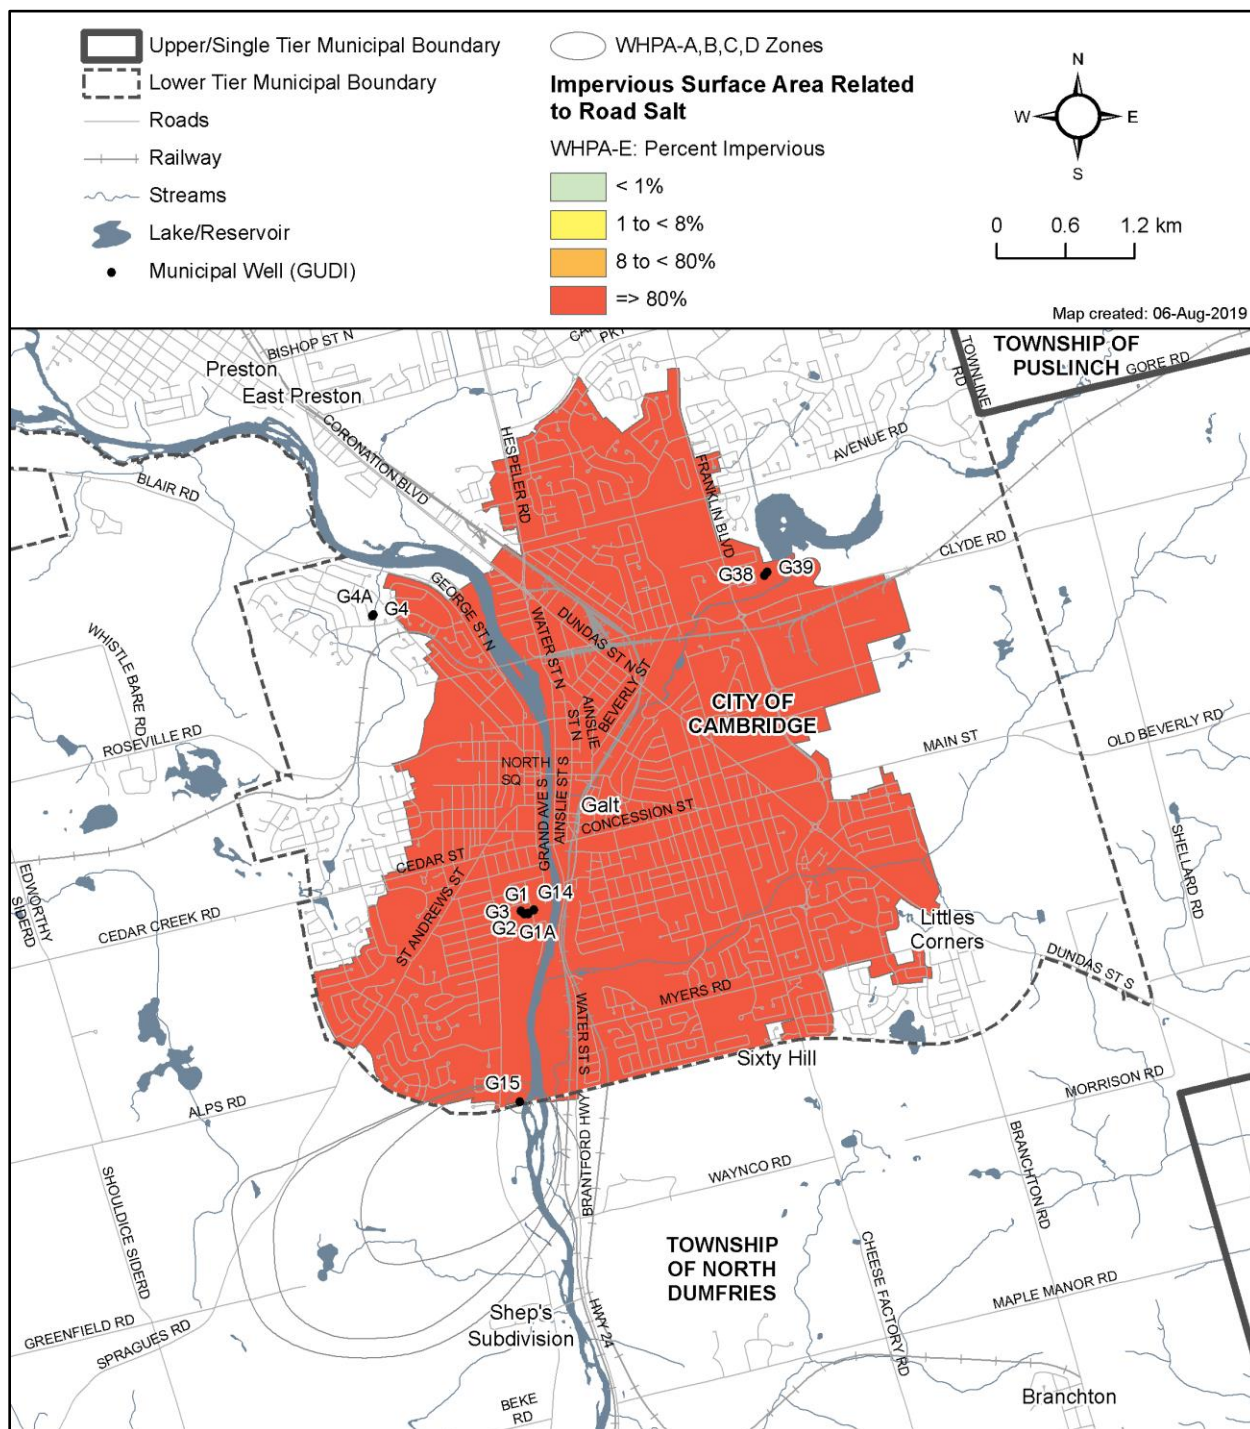 Upper/Single Tier Municipal Boundary
Lower Tier Municipal Boundary
Roads
Railway
Streams
Lake/Reservoir
Municipal Well (GUDI)
WHPA-A,B,C,D Zones
Impervious Surface Area Related
to Road Salt
WHPA-E: Percent Impervious
< 1%
1 to < 8%
8 to < 80%
=> 80%
N
W
E
S
0 0.6 1.2 km
Map created: 06-Aug-2019
BISHOP ST N
PKY
Preston
East Preston
CORONATION BLVD
HESPELER RD
TOWNLINE
RD
TOWNSHIP OF
PUSLINCH
GORE RD
AVENUE RD
FRANKLIN BLVD
BLAIR RD
CLYDE RD
G38
G39
G4A
G4
GEORGE ST N
WATER ST N
DUNDAS ST N
BEVERLY ST
AINSLIE
ST N
WHISTLE BARE RD
ROSEVILLE RD
CITY OF
CAMBRIDGE
MAIN ST
OLD BEVERLY RD
NORTH
SQ
GRAND AVE S
AINSLIE ST S
Galt
CONCESSION ST
SHELLARD RD
CEDAR ST
ST ANDREWS ST
EDWORTHY
SIDERD
CEDAR CREEK RD
G1
G14
G3
G2
G1A
Littles
Corners
DUNDAS ST S
MYERS RD
WATER ST S
Sixty Hill
G15
MORRISON RD
ALPS RD
BRANTFORD HWY
WAYNCO RD
BRANCHTON RD
SHOULDICE SIDERD
TOWNSHIP
OF NORTH
DUMFRIES
CHEESE FACTORY RD
MAPLE MANOR RD
GREENFIELD RD
SPRAGUES RD
Shep's
Subdivision
HWY 24
BEKE
RD
Branchton